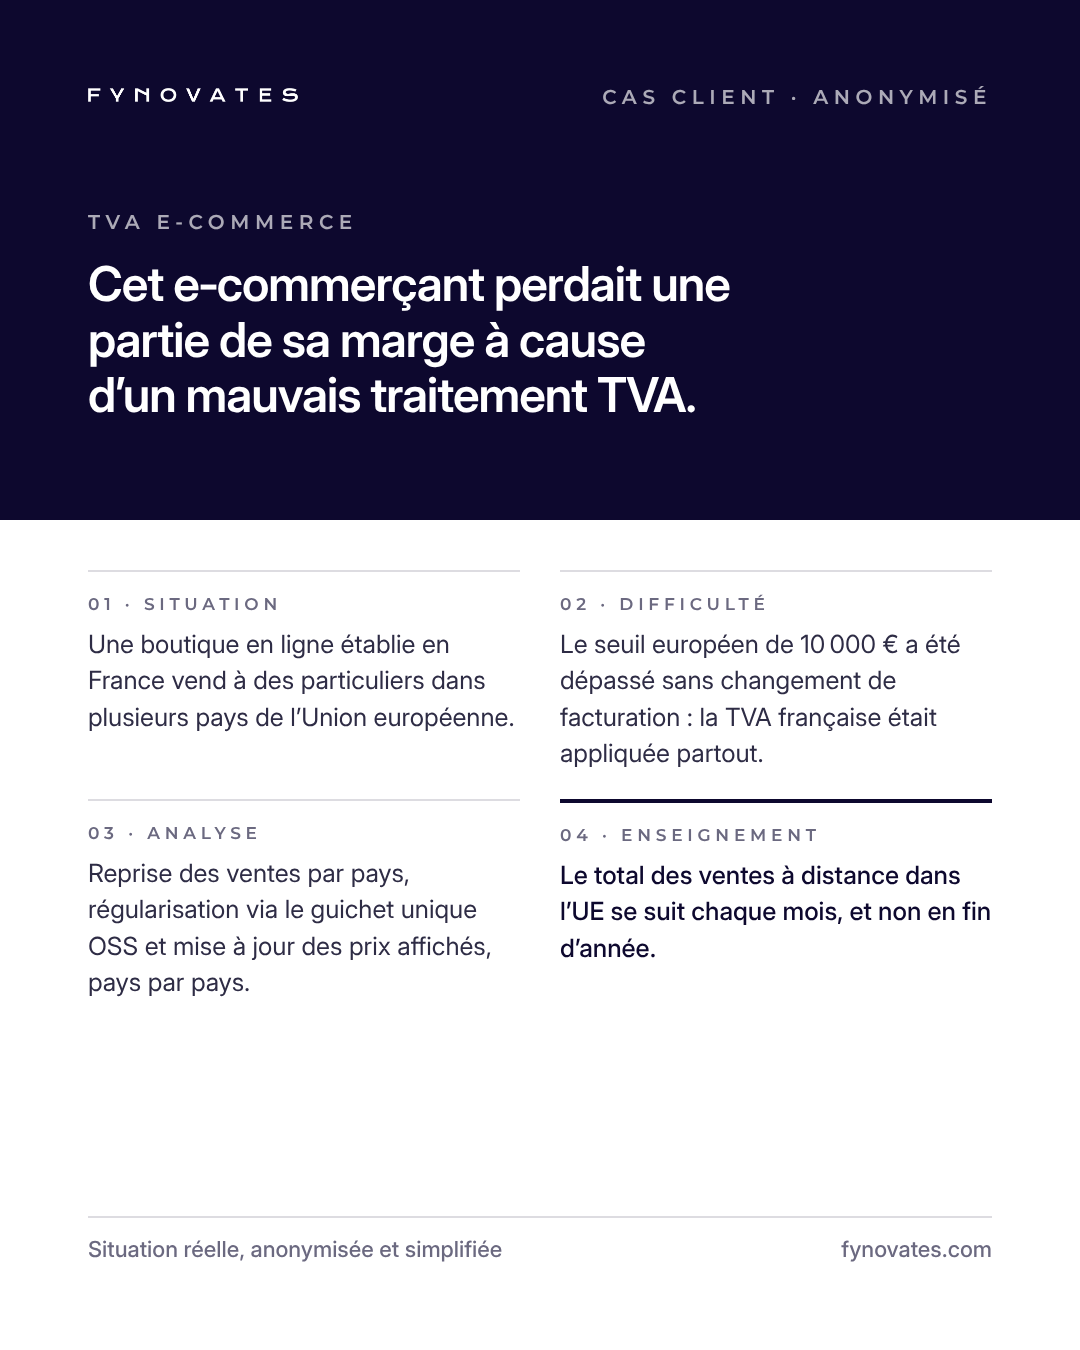 FYNOVATES
CAS CLIENT · ANONYMISÉ
TVA E-COMMERCE
Cet e-commerçant perdait une
partie de sa marge à cause
d’un mauvais traitement TVA.
01 · SITUATION
Une boutique en ligne établie en
France vend à des particuliers dans
plusieurs pays de l’Union européenne.
02 · DIFFICULTÉ
Le seuil européen de 10 000 € a été
dépassé sans changement de
facturation : la TVA française était
appliquée partout.
03 · ANALYSE
Reprise des ventes par pays,
régularisation via le guichet unique
OSS et mise à jour des prix affichés,
pays par pays.
04 · ENSEIGNEMENT
Le total des ventes à distance dans
l’UE se suit chaque mois, et non en fin
d’année.
Situation réelle, anonymisée et simplifiée
fynovates.com